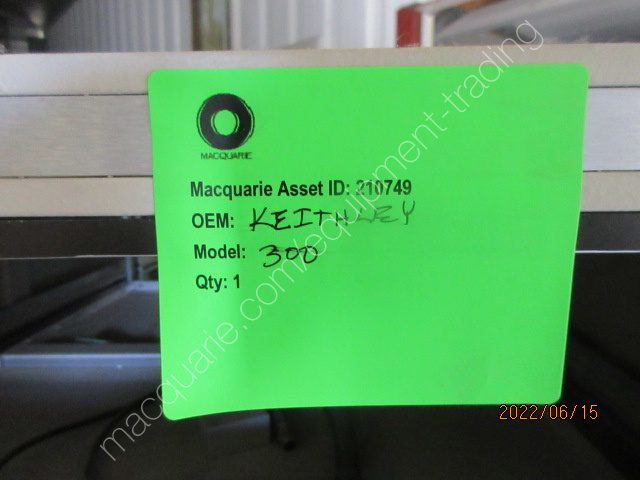 MACQUARIE
Macquarie Asset ID: 210749
OEM: KEITHLEY
Model: 300
Qty: 1
macquarie.com/equipment-trading
2022/06/15